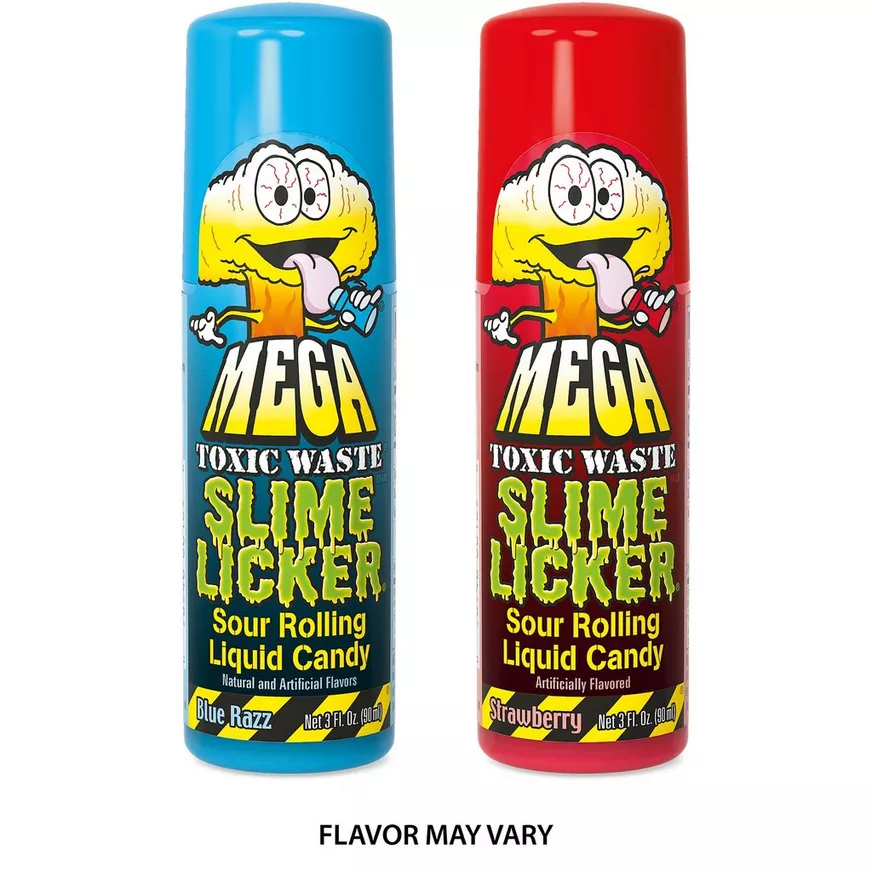 MEGA
TOXIC WASTE
SLIME
LICKER®
Sour Rolling
Liquid Candy
Natural and Artificial Flavors
Blue Razz Net 3 Fl. Oz. (90 ml)
MEGA
TOXIC WASTE
SLIME
LICKER®
Sour Rolling
Liquid Candy
Artificially Flavored
Strawberry Net 3 Fl. Oz. (90 ml)
FLAVOR MAY VARY